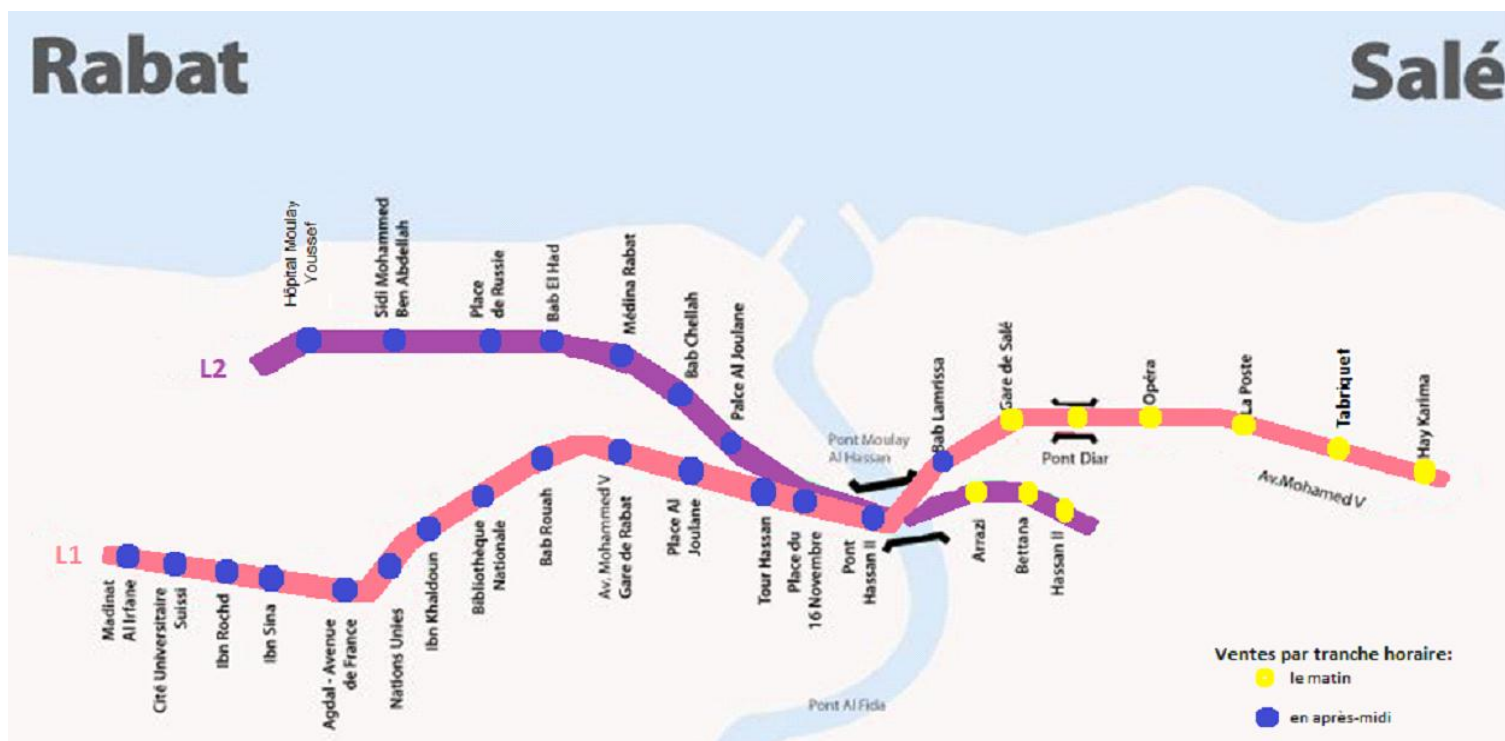 Rabat
Salé
Hôpital Moulay
Youssef
Sidi Mohammed
Ben Abdellah
Place
de Russie
Bab El Had
Médina Rabat
Bab Chellah
Palce Al Joulane
L2
Pont Moulay
Al Hassan
Bab Lamrissa
Gare de Salé
Pont Diar
Opéra
La Poste
Tabriquet
Hay Karima
Av.Mohamed V
L1
Madinat
Al Irfane
Cité Universitaire
Suissi
Ibn Rochd
Ibn Sina
Agdal - Avenue
de France
Nations Unies
Ibn Khaldoun
Bibliothèque
Nationale
Bab Rouah
Av. Mohammed V
Gare de Rabat
Place Al
Joulane
Tour Hassan
Place du
16 Novembre
Pont
Hassan II
Arrazi
Bettana
Hassan II
Pont Al Fida
Ventes par tranche horaire:
le matin
en après-midi